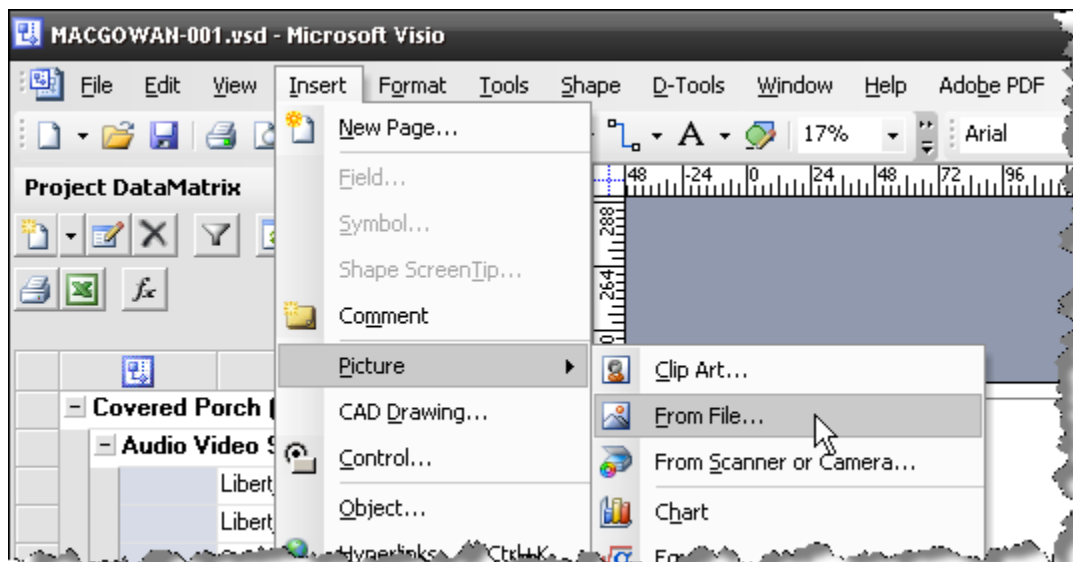 MACGOWAN-001.vsd - Microsoft Visio
File Edit View Insert Format Tools Shape D-Tools Window Help Adobe PDF
A 17% Arial
Project DataMatrix
fx
New Page...
Field...
Symbol...
Shape ScreenTip...
Comment
Picture
CAD Drawing...
Control...
Object...
Hyperlinks... Ctrl+K
Clip Art...
From File...
From Scanner or Camera...
Chart
48 -24 0 24 48 72 96
288
264
Covered Porch
Audio Video
Libert
Libert